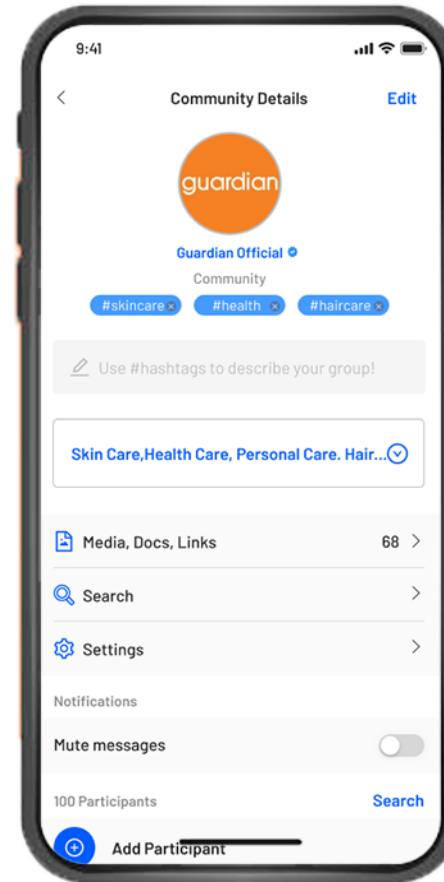 9:41
Community Details
Edit
guardian
Guardian Official
Community
#skincare
#health
#haircare
Use #hashtags to describe your group!
Skin Care,Health Care, Personal Care. Hair...
Media, Docs, Links 68
Search
Settings
Notifications
Mute messages
100 Participants
Search
Add Participant